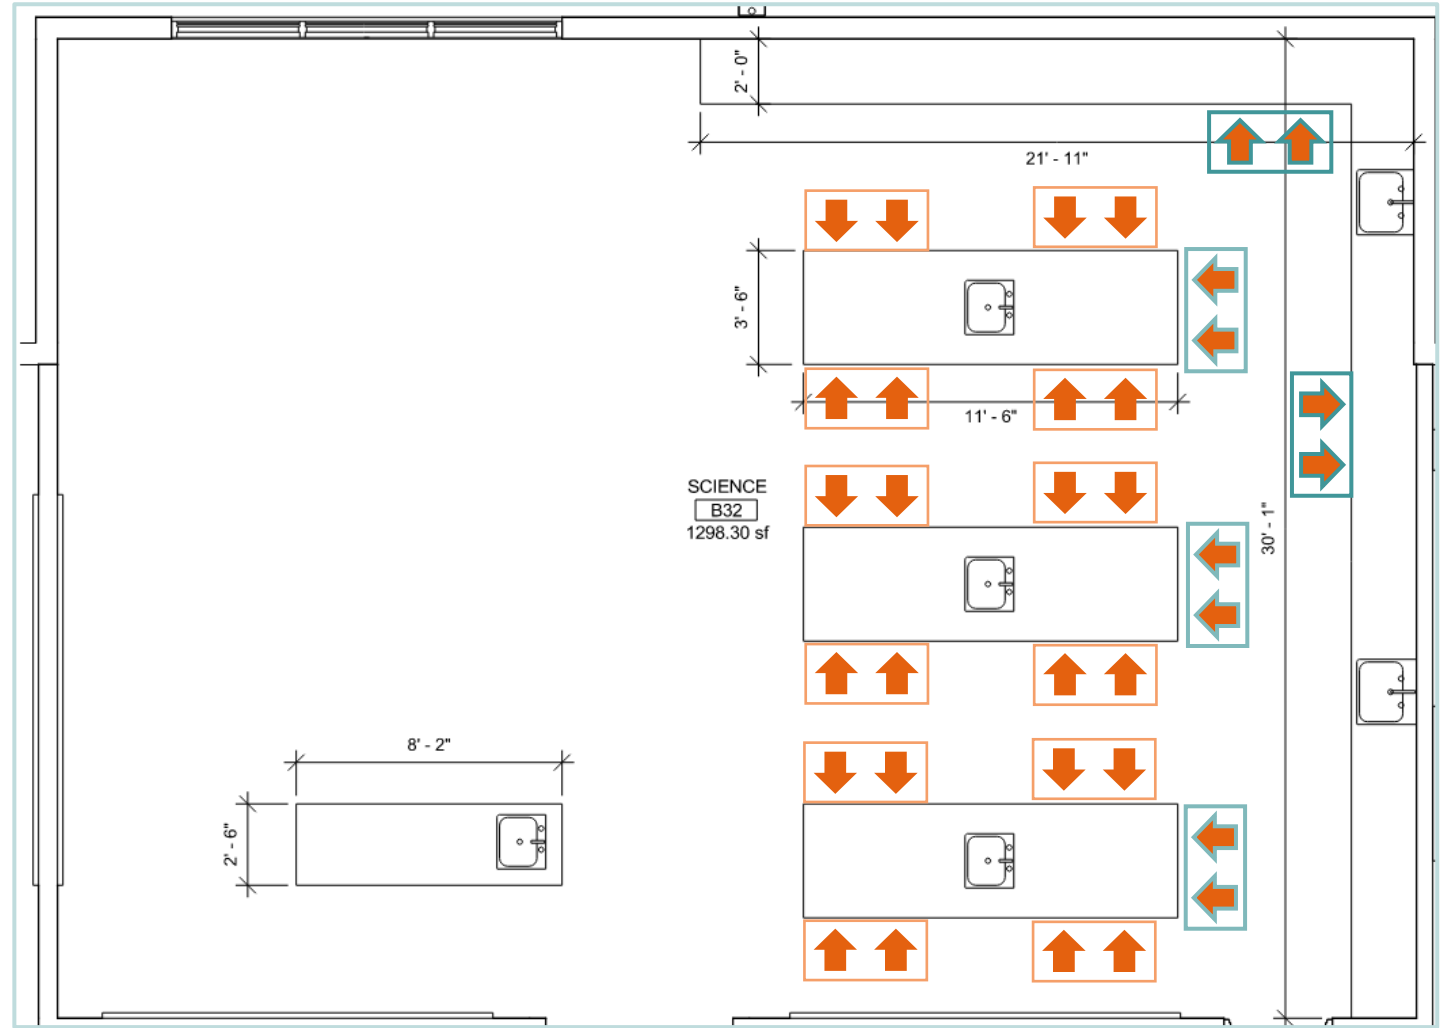 2' - 0"
21' - 11"
3' - 6"
11' - 6"
SCIENCE
B32
1298.30 sf
30' - 1"
8' - 2"
2' - 6"